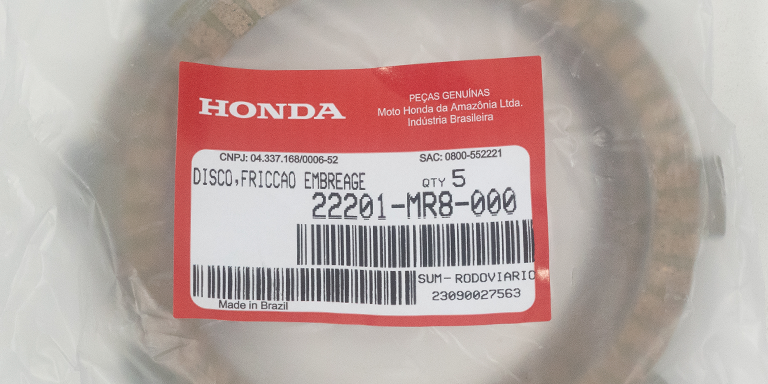 HONDA
PEÇAS GENUÍNAS
Moto Honda da Amazônia Ltda.
Indústria Brasileira
CNPJ: 04.337.168/0006-52
SAC: 0800-552221
DISCO,FRICCAO EMBREAGE
QTY 5
22201-MR8-000
SUM- RODOVIARIO
23090027563
Made in Brazil